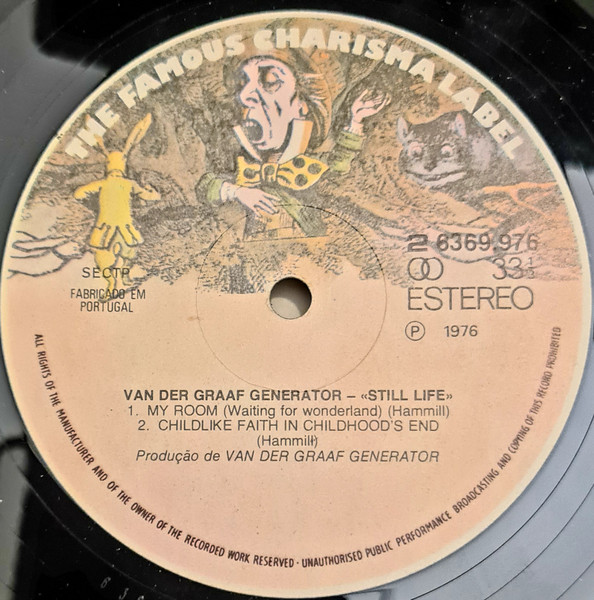 THE FAMOUS CHARISMA LABEL
2 6369.976
SECTP
33⅓
FABRICADO EM
PORTUGAL
ESTEREO
Ⓟ 1976
VAN DER GRAAF GENERATOR – «STILL LIFE»
1. MY ROOM (Waiting for wonderland) (Hammill)
2. CHILDLIKE FAITH IN CHILDHOOD'S END
(Hammill)
Produção de VAN DER GRAAF GENERATOR
ALL RIGHTS OF THE MANUFACTURER AND OF THE OWNER OF THE RECORDED WORK RESERVED · UNAUTHORISED PUBLIC PERFORMANCE BROADCASTING AND COPYING OF THIS RECORD PROHIBITED